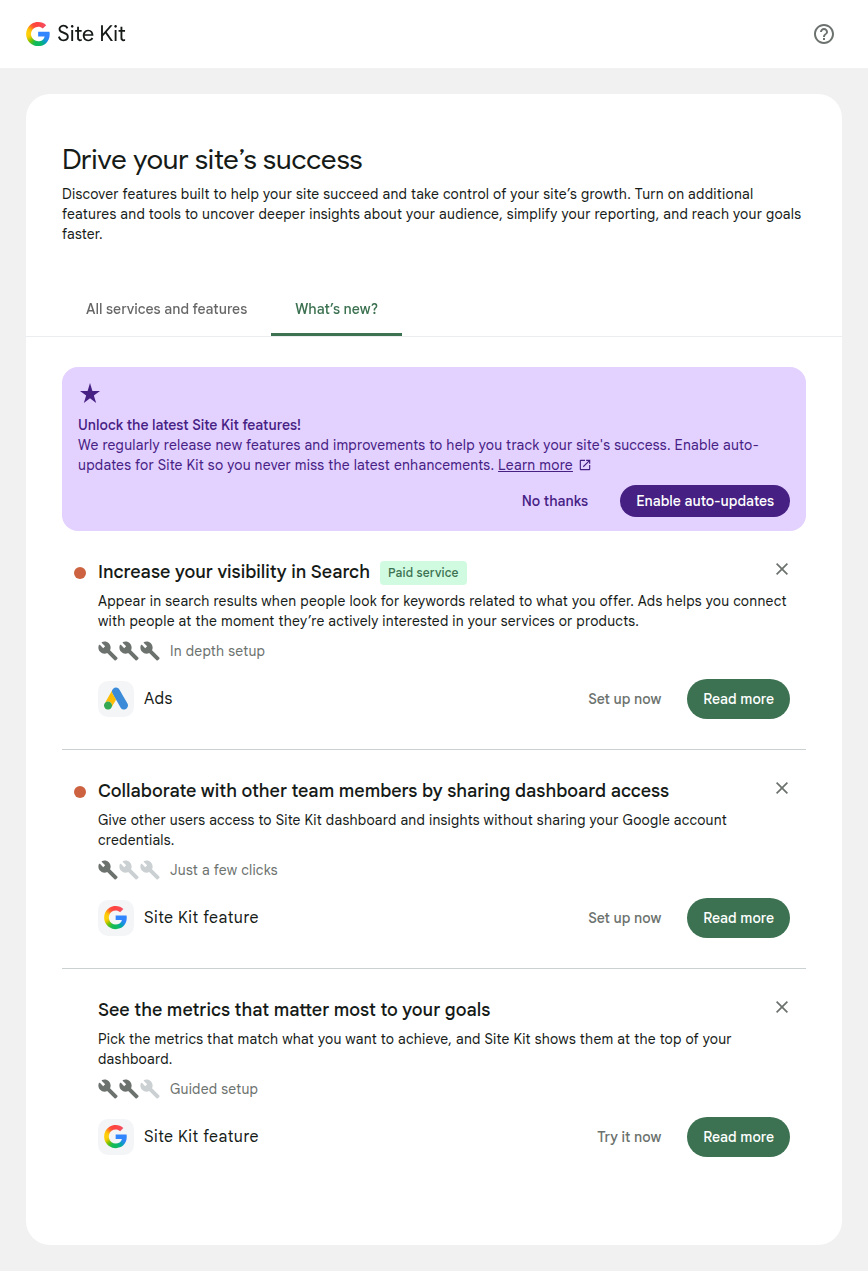 Site Kit
Drive your site’s success
Discover features built to help your site succeed and take control of your site’s growth. Turn on additional
features and tools to uncover deeper insights about your audience, simplify your reporting, and reach your goals
faster.
All services and features
What’s new?
Unlock the latest Site Kit features!
We regularly release new features and improvements to help you track your site's success. Enable auto-
updates for Site Kit so you never miss the latest enhancements. Learn more
No thanks
Enable auto-updates
Increase your visibility in Search
Paid service
Appear in search results when people look for keywords related to what you offer. Ads helps you connect
with people at the moment they’re actively interested in your services or products.
In depth setup
Ads
Set up now
Read more
Collaborate with other team members by sharing dashboard access
Give other users access to Site Kit dashboard and insights without sharing your Google account
credentials.
Just a few clicks
Site Kit feature
Set up now
Read more
See the metrics that matter most to your goals
Pick the metrics that match what you want to achieve, and Site Kit shows them at the top of your
dashboard.
Guided setup
Site Kit feature
Try it now
Read more